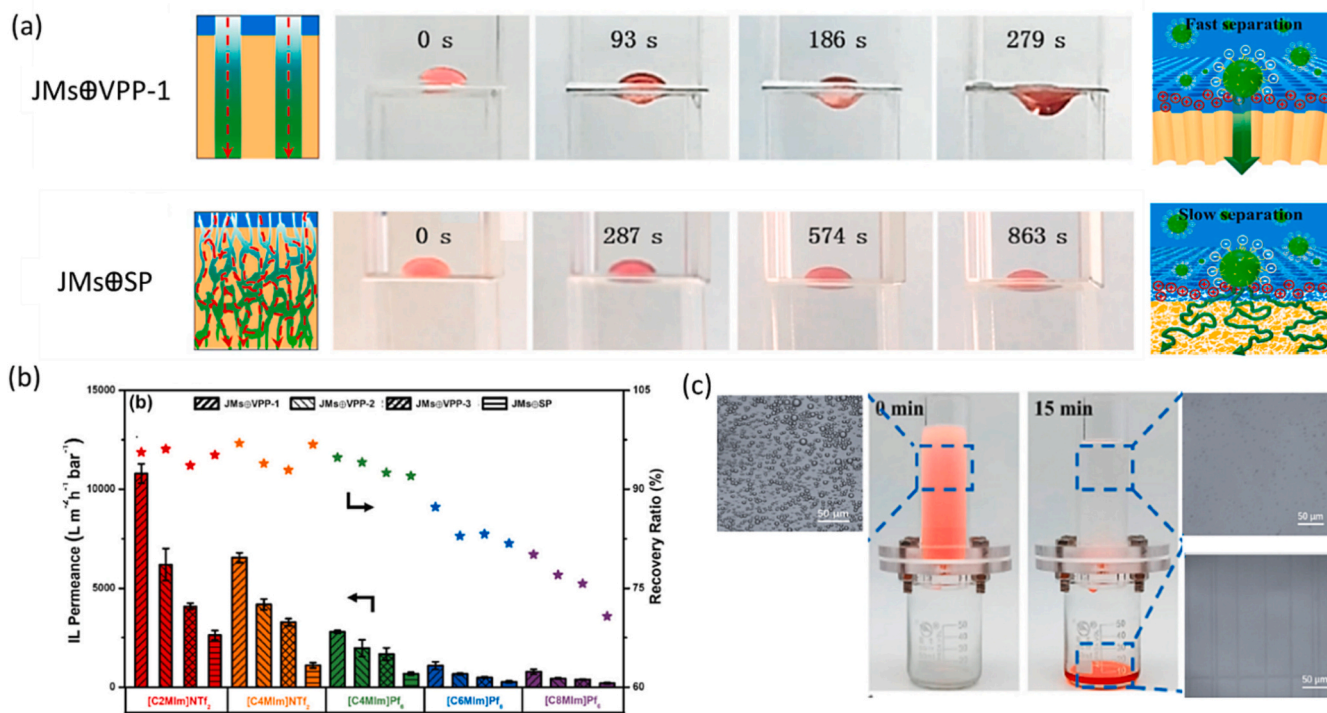 (a)
JMs⊕VPP-1
0 s
93 s
186 s
279 s
Fast separation
JMs⊕SP
0 s
287 s
574 s
863 s
Slow separation
(b)
(b)
JMs⊕VPP-1
JMs⊕VPP-2
JMs⊕VPP-3
JMs⊕SP
IL Permeance (L m⁻²h⁻¹ bar⁻¹)
15000
10000
5000
0
105
90
75
60
Recovery Ratio (%)
[C2MIm]NTf₂
[C4MIm]NTf₂
[C4MIm]Pf₆
[C6MIm]Pf₆
[C8MIm]Pf₆
(c)
50 μm
0 min
15 min
50 μm
50 μm
50
40